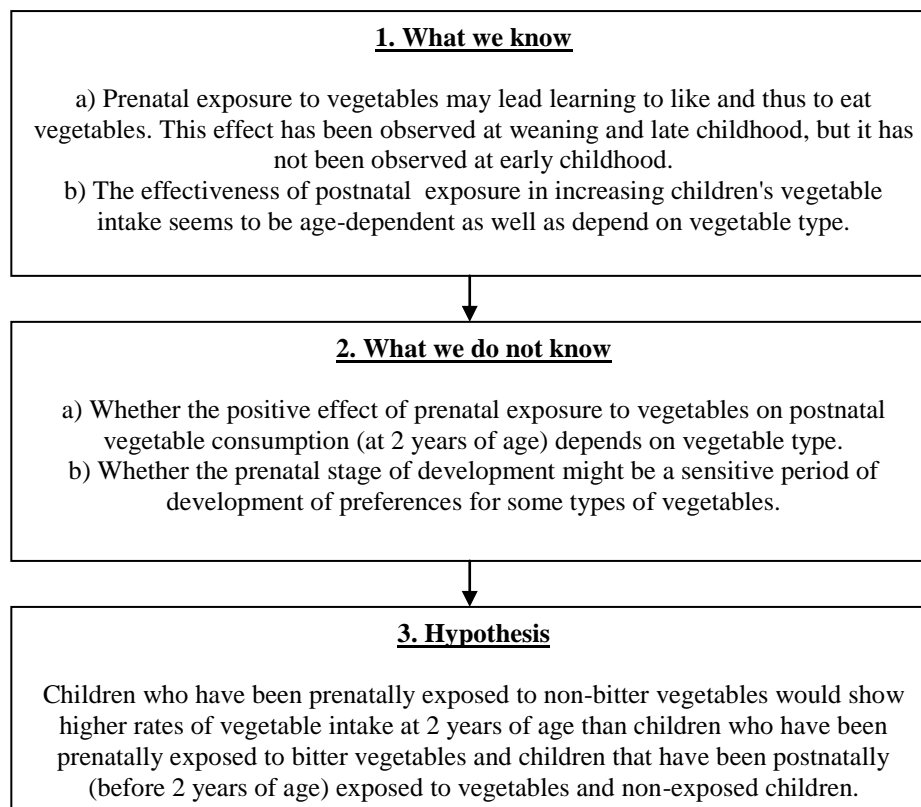 1. What we know
a) Prenatal exposure to vegetables may lead learning to like and thus to eat
vegetables. This effect has been observed at weaning and late childhood, but it has
not been observed at early childhood.
b) The effectiveness of postnatal  exposure in increasing children's vegetable
intake seems to be age-dependent as well as depend on vegetable type.
2. What we do not know
a) Whether the positive effect of prenatal exposure to vegetables on postnatal
vegetable consumption (at 2 years of age) depends on vegetable type.
b) Whether the prenatal stage of development might be a sensitive period of
development of preferences for some types of vegetables.
3. Hypothesis
Children who have been prenatally exposed to non-bitter vegetables would show
higher rates of vegetable intake at 2 years of age than children who have been
prenatally exposed to bitter vegetables and children that have been postnatally
(before 2 years of age) exposed to vegetables and non-exposed children.